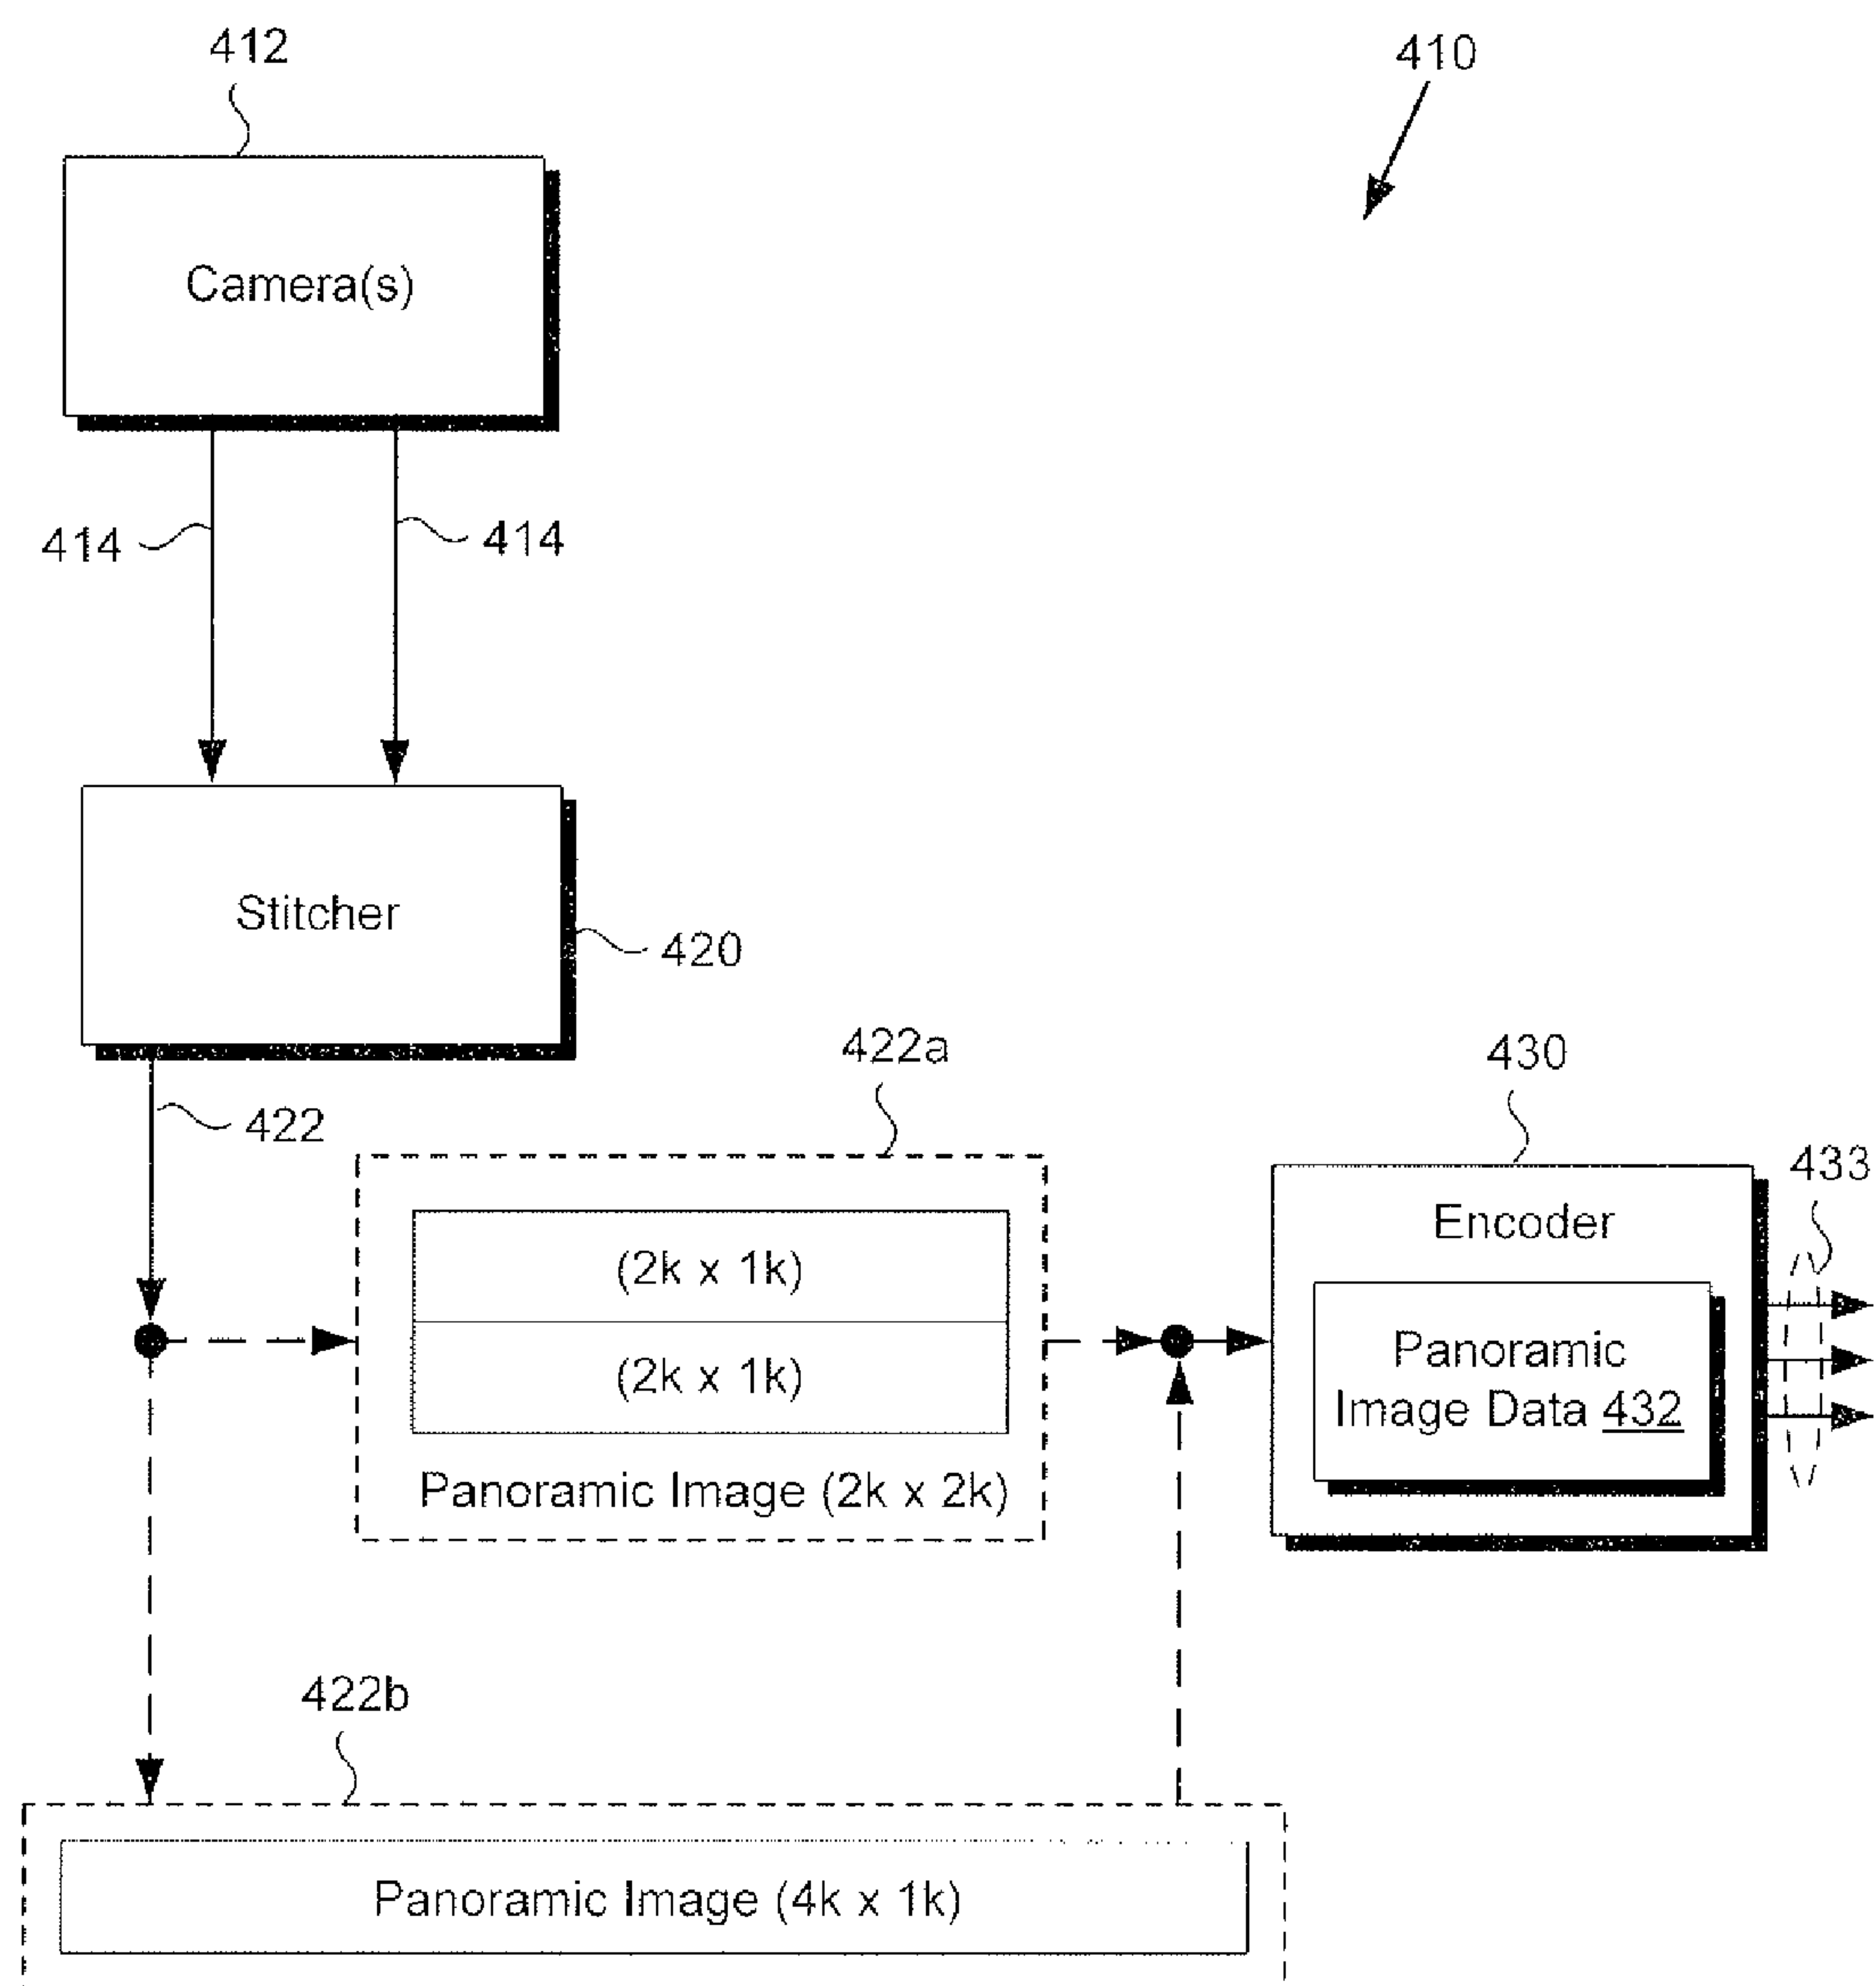 412
410
Camera(s)
414
414
Stitcher
420
422a
430
422
433
Encoder
(2k x 1k)
(2k x 1k)
Panoramic
Image Data 432
Panoramic Image (2k x 2k)
422b
Panoramic Image (4k x 1k)